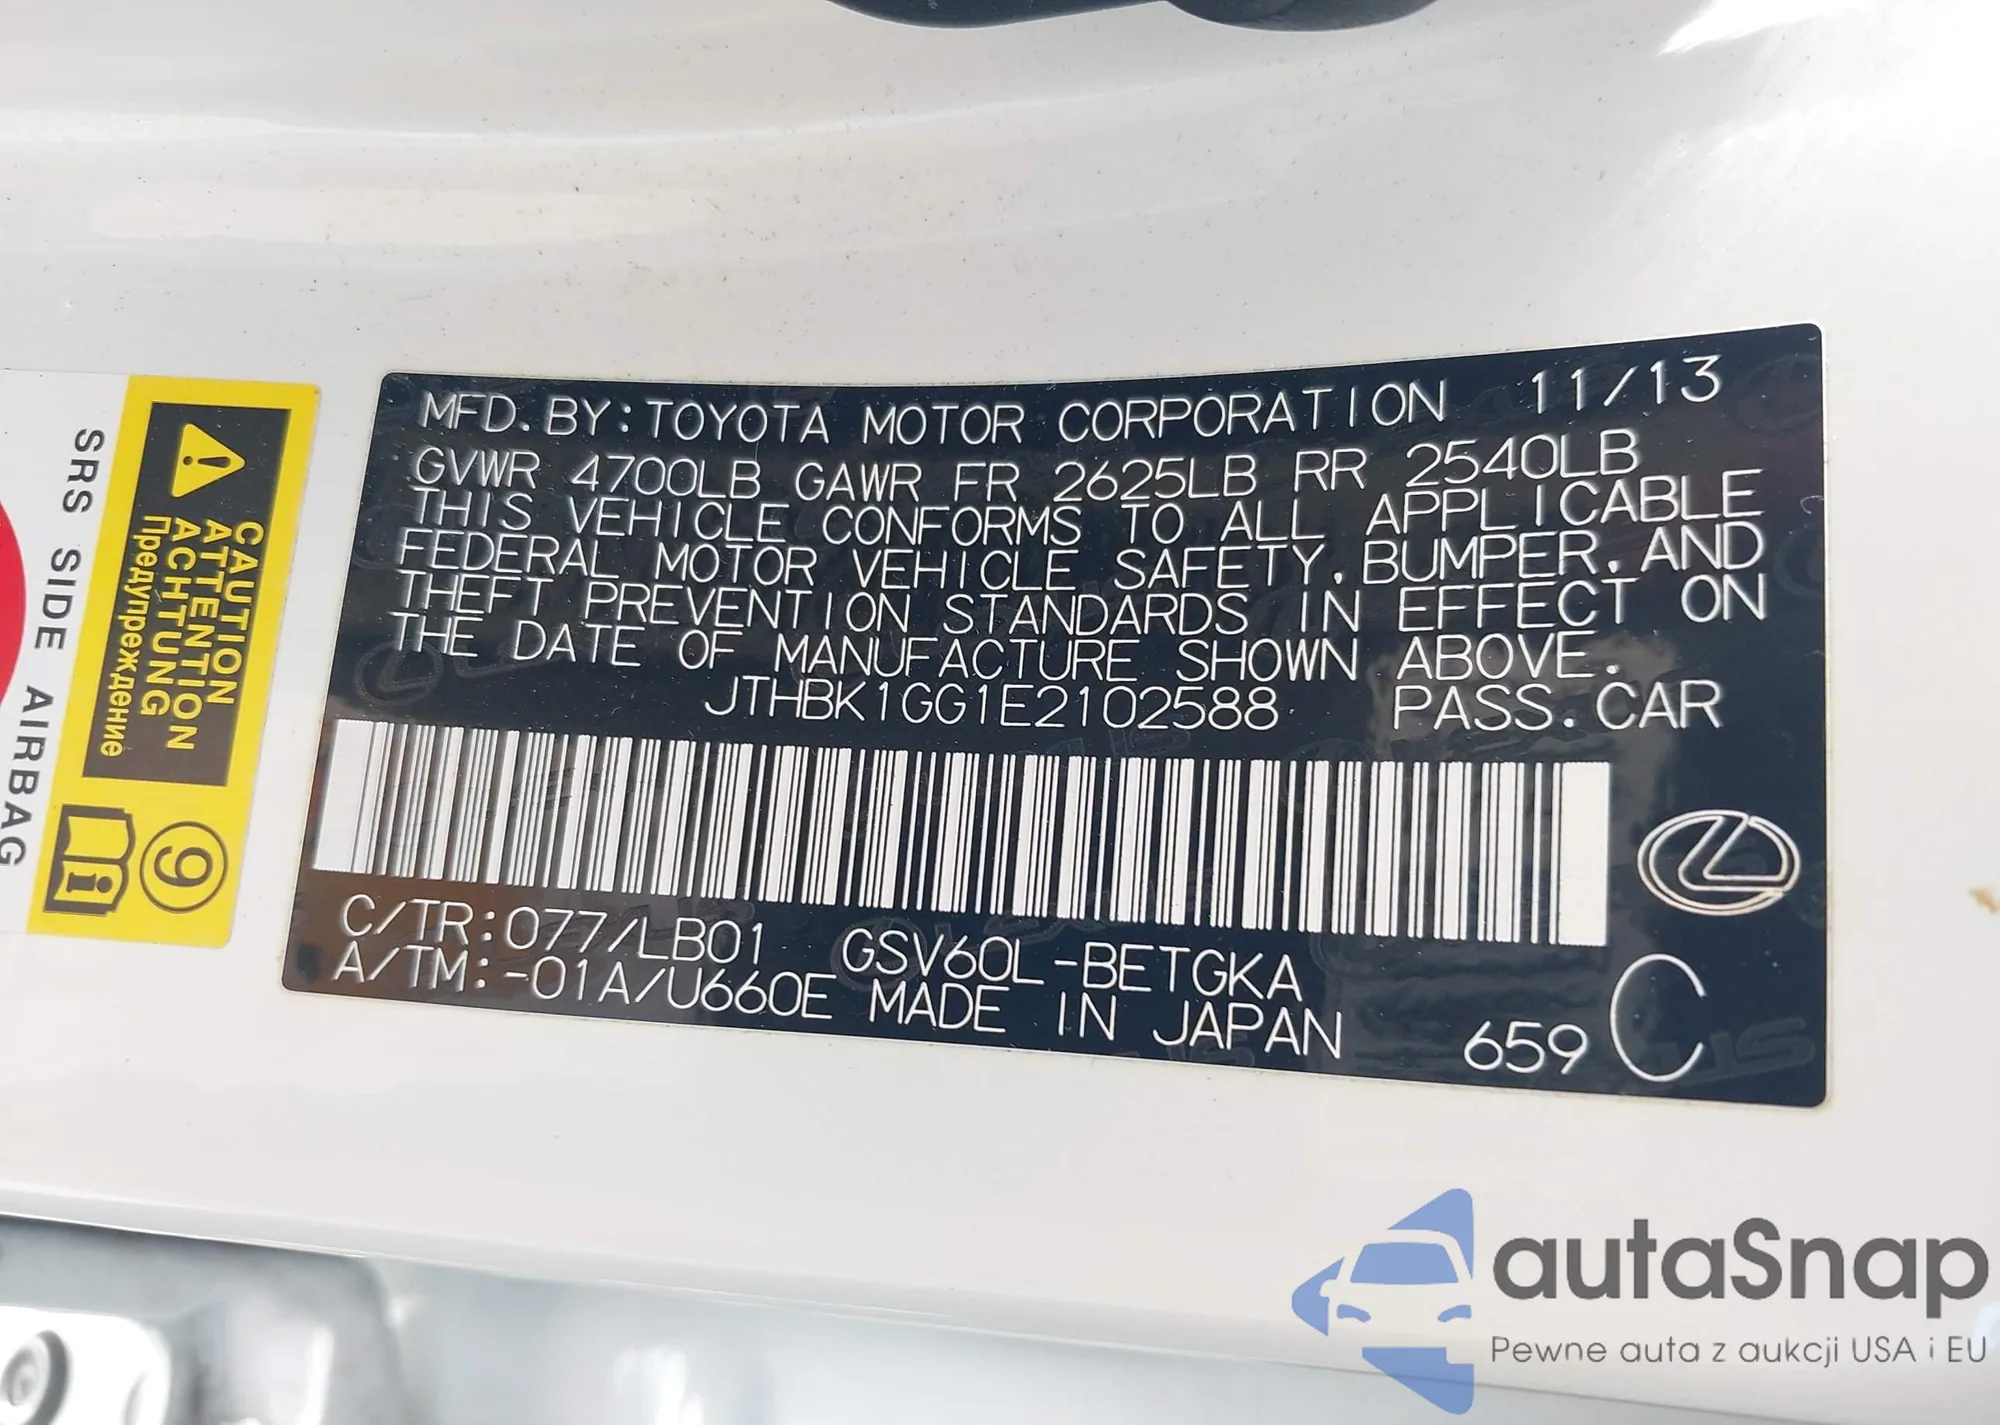 MFD. BY: TOYOTA MOTOR CORPORATION 11/13
GVWR 4700LB GAWR FR 2625LB RR 2540LB
THIS VEHICLE CONFORMS TO ALL APPLICABLE
FEDERAL MOTOR VEHICLE SAFETY, BUMPER, AND
THEFT PREVENTION STANDARDS IN EFFECT ON
THE DATE OF MANUFACTURE SHOWN ABOVE.
JTHBK1GG1E2102588 PASS. CAR
C/TR: 077/LB01 GSV60L-BETGKA
A/TM: -01A/U660E MADE IN JAPAN 659 C
SRS SIDE AIRBAG
CAUTION
ATTENTION
ACHTUNG
Предупреждение
9
autaSnap
Pewne auta z aukcji USA i EU